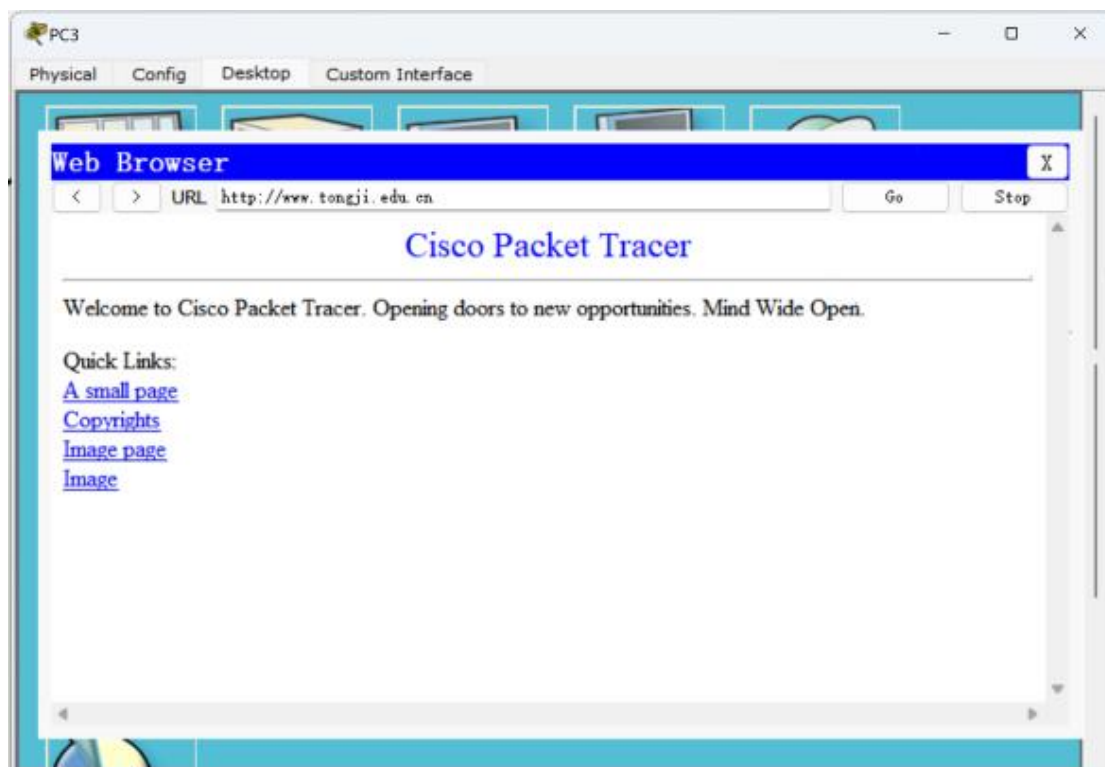 PC3
Physical Config Desktop Custom Interface
Web Browser X
< > URL http://www.tongji.edu.cn Go Stop
Cisco Packet Tracer
Welcome to Cisco Packet Tracer. Opening doors to new opportunities. Mind Wide Open.
Quick Links:
A small page
Copyrights
Image page
Image